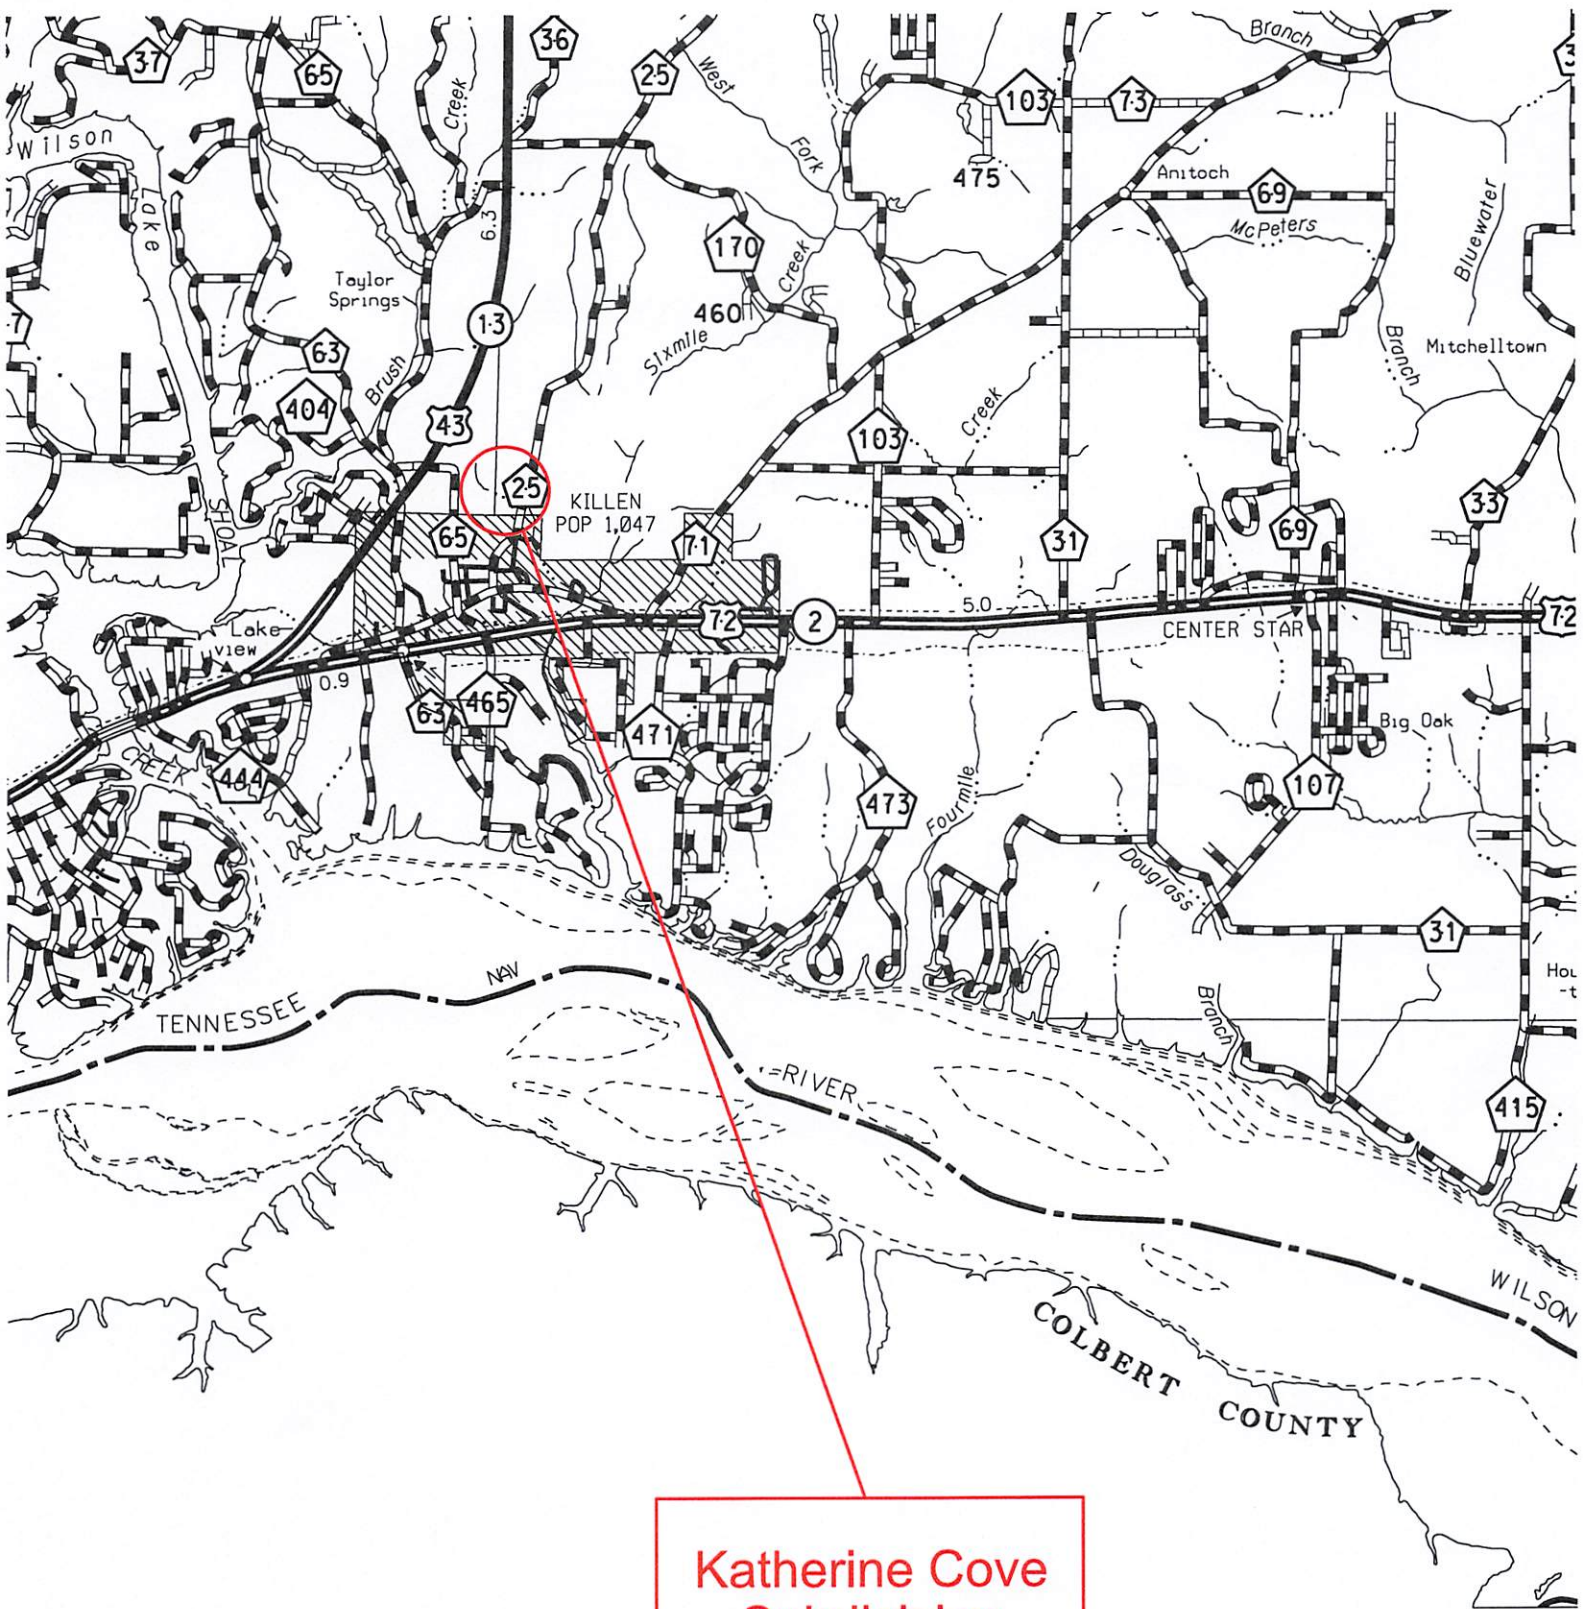 36
37
65
25
West
Branch
103
73
Creek
Wilson
Fork
475
Anitoch
69
Lake
6.3
McPeters
Bluewater
170
Creek
Taylor
Springs
460
13
Sixmile
63
Branch
Mitchelltown
Brush
404
43
Creek
103
25
KILLEN
POP 1,047
33
SHOAL
65
71
31
69
72
2
5.0
72
CENTER STAR
Lake
view
0.9
63
465
471
Big Oak
CREEK
444
107
473
Fourmile
Douglass
31
NAV
TENNESSEE
Branch
RIVER
415
WILSON
COLBERT
COUNTY
Katherine Cove